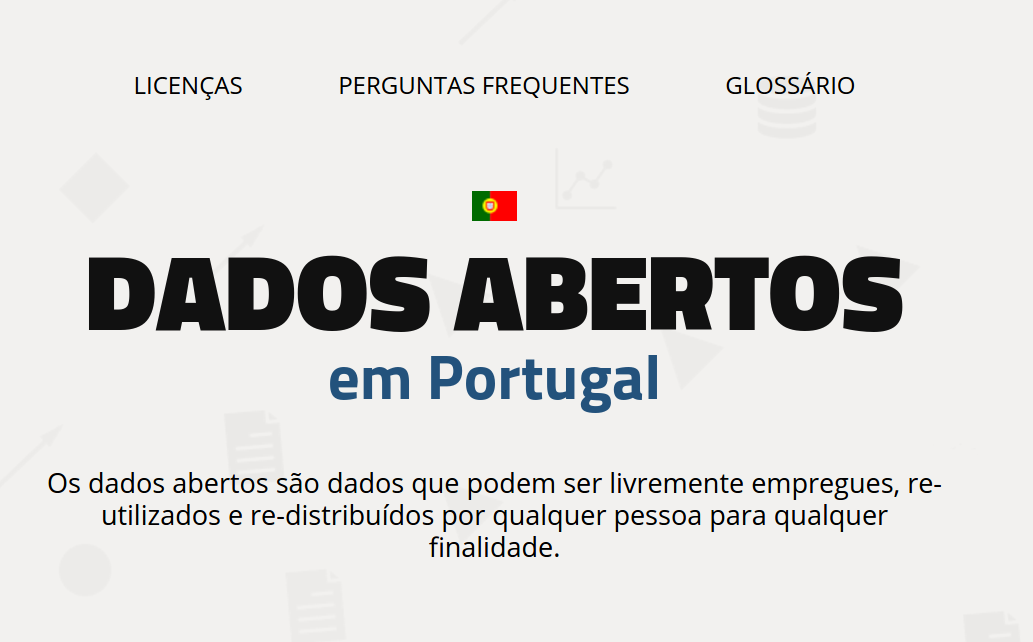 LICENÇAS PERGUNTAS FREQUENTES GLOSSÁRIO
DADOS ABERTOS
em Portugal
Os dados abertos são dados que podem ser livremente empregues, re-
utilizados e re-distribuídos por qualquer pessoa para qualquer
finalidade.